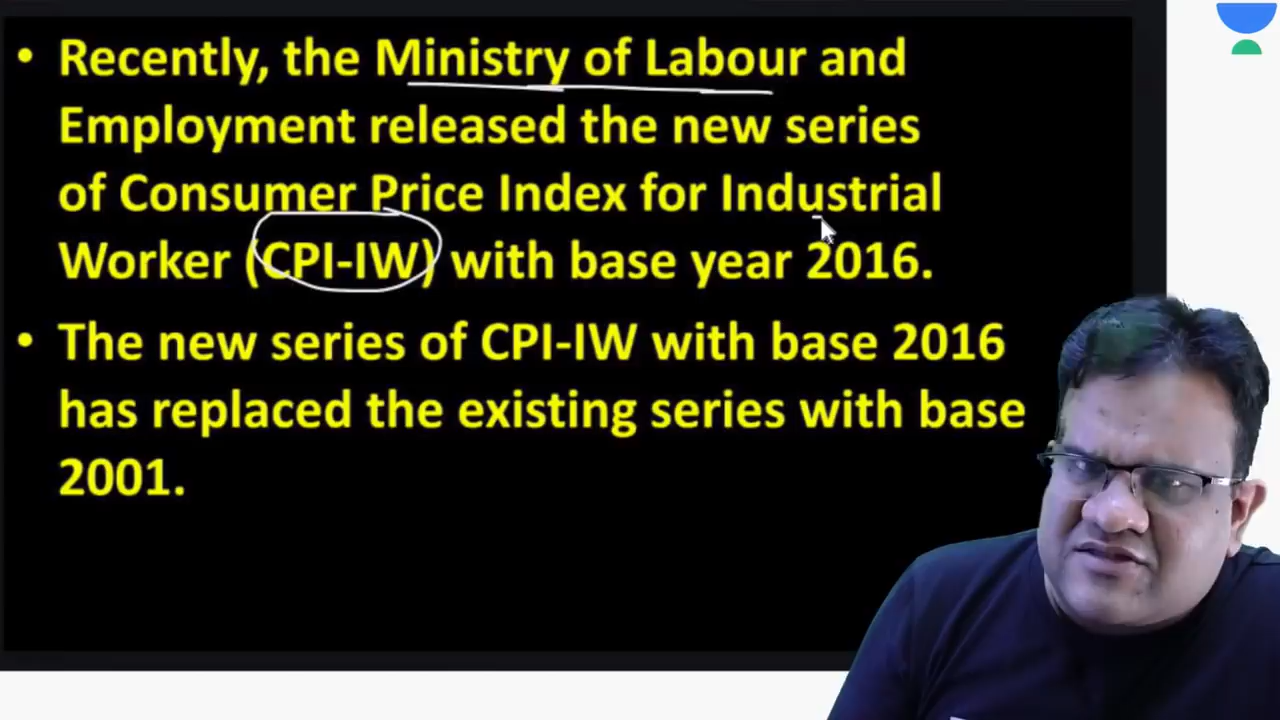 • Recently, the Ministry of Labour and
Employment released the new series
of Consumer Price Index for Industrial
Worker (CPI-IW) with base year 2016.
• The new series of CPI-IW with base 2016
has replaced the existing series with base
2001.